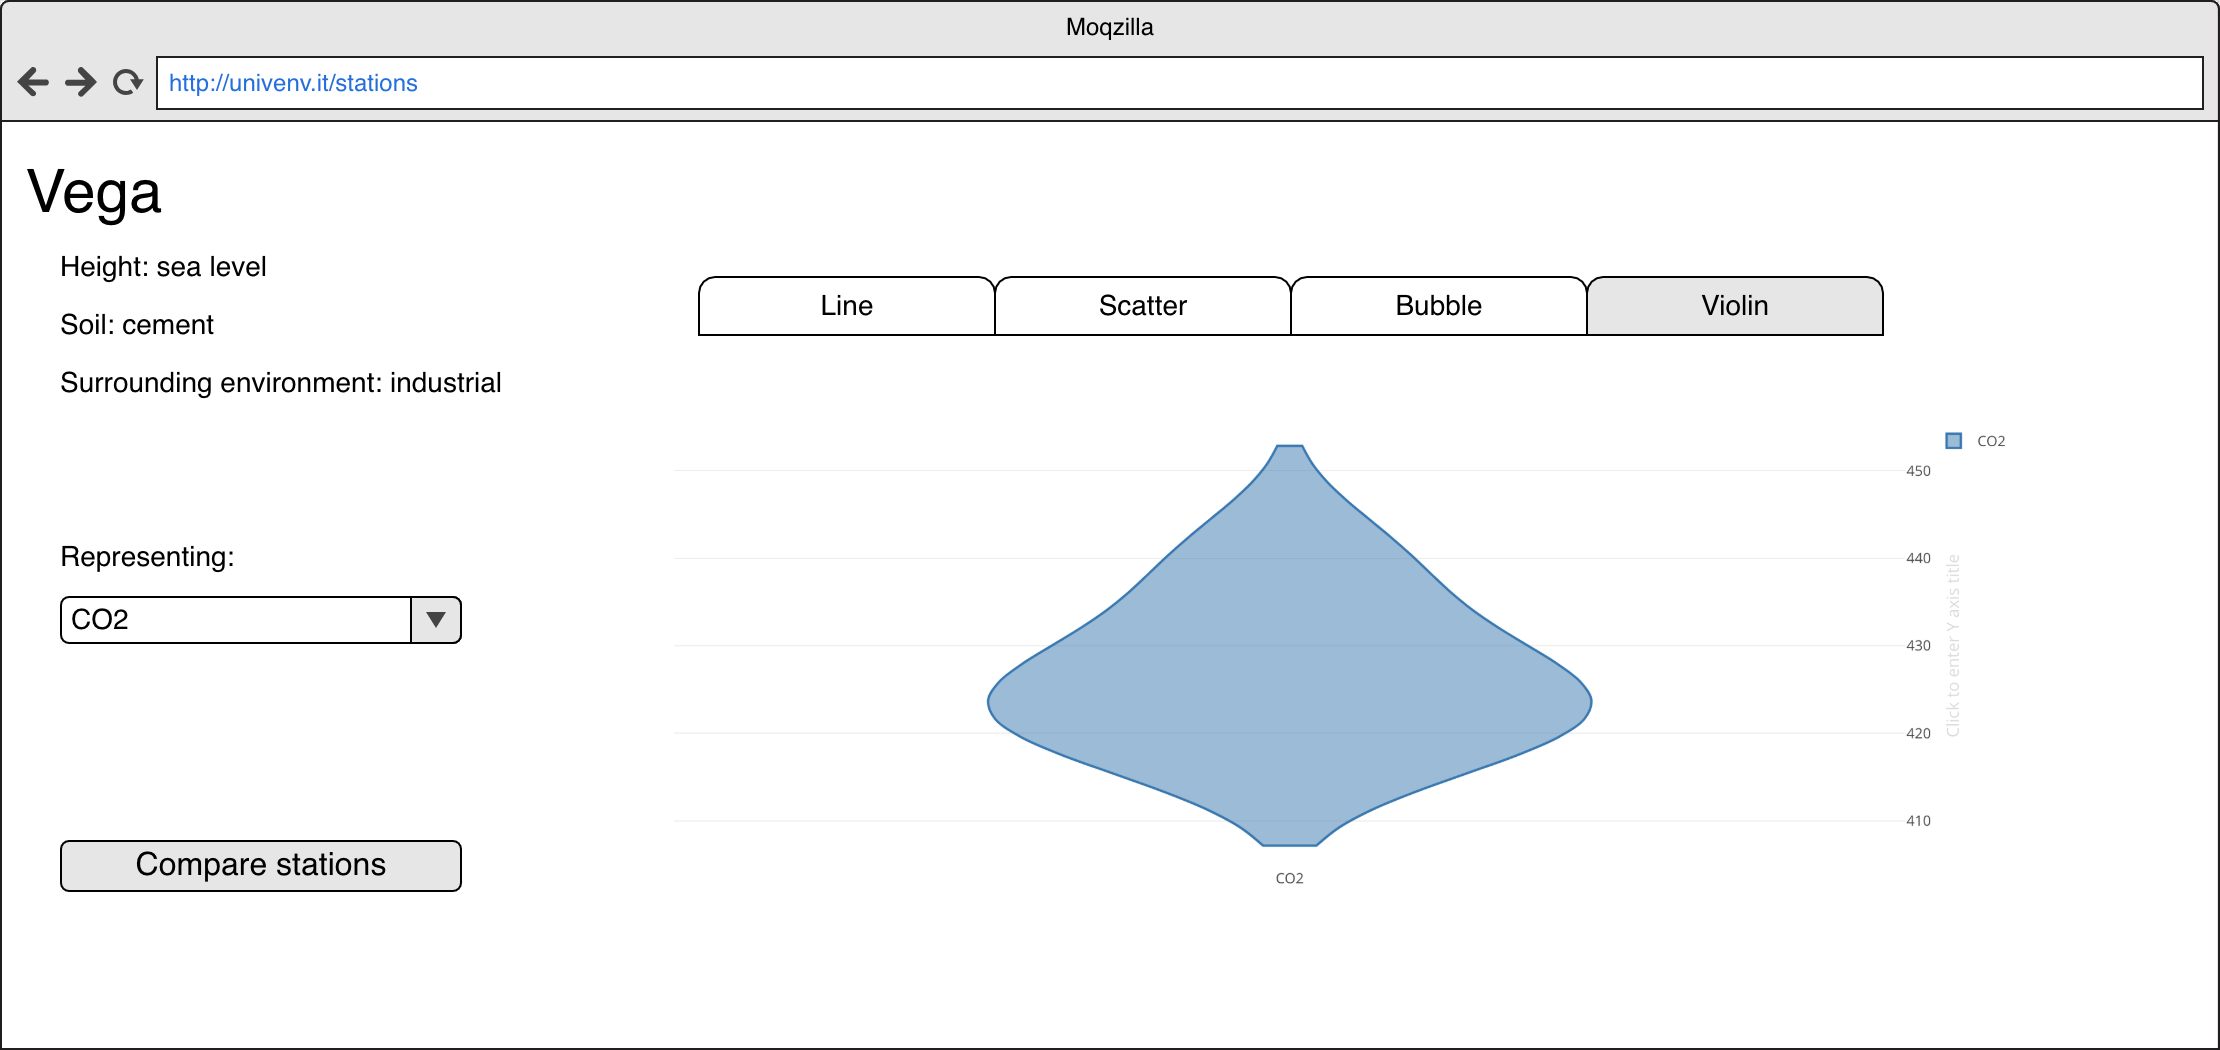 Moqzilla
http://univenv.it/stations
Vega
Height: sea level
Soil: cement
Surrounding environment: industrial
Line
Scatter
Bubble
Violin
Representing:
CO2
Compare stations
CO2
450
440
430
420
410
Click to enter Y axis title
CO2